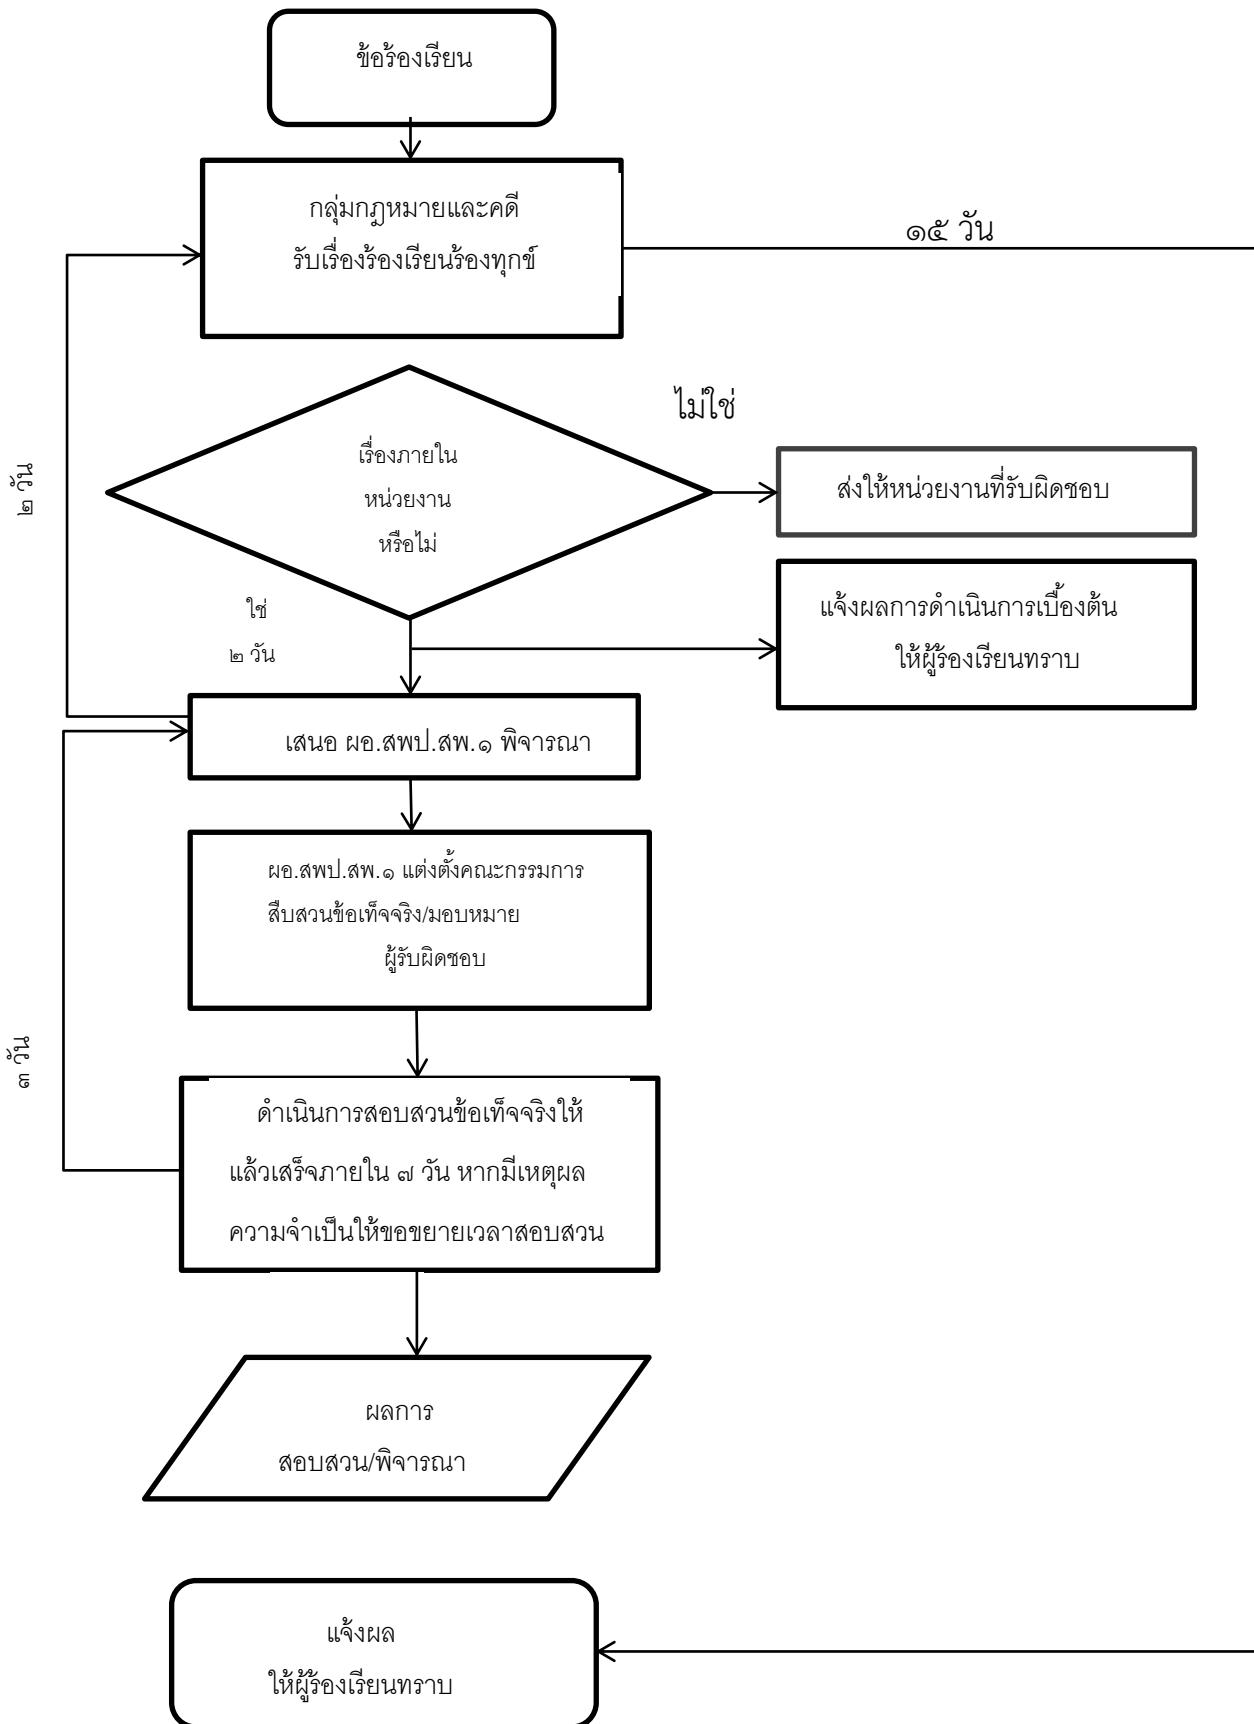 ข้อร้องเรียน
กลุ่มกฎหมายและคดี
รับเรื่องร้องเรียนร้องทุกข์
๑๕ วัน
ไม่ใช่
เรื่องภายใน
หน่วยงาน
หรือไม่
ส่งให้หน่วยงานที่รับผิดชอบ
๒ วัน
ใช่
๒ วัน
แจ้งผลการดำเนินการเบื้องต้น
ให้ผู้ร้องเรียนทราบ
เสนอ ผอ.สพป.สพ.๑ พิจารณา
ผอ.สพป.สพ.๑ แต่งตั้งคณะกรรมการ
สืบสวนข้อเท็จจริง/มอบหมาย
ผู้รับผิดชอบ
๓ วัน
ดำเนินการสอบสวนข้อเท็จจริงให้
แล้วเสร็จภายใน ๗ วัน หากมีเหตุผล
ความจำเป็นให้ขอขยายเวลาสอบสวน
ผลการ
สอบสวน/พิจารณา
แจ้งผล
ให้ผู้ร้องเรียนทราบ